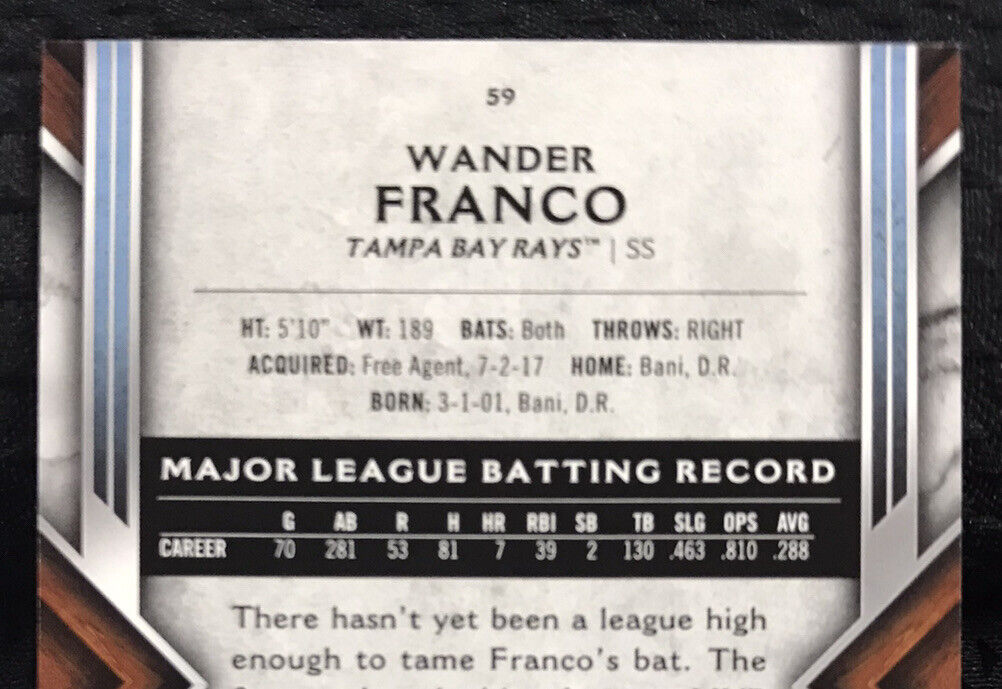 59
WANDER
FRANCO
TAMPA BAY RAYS™ | SS
HT: 5'10" WT: 189 BATS: Both THROWS: RIGHT
ACQUIRED: Free Agent, 7-2-17 HOME: Bani, D.R.
BORN: 3-1-01, Bani, D.R.
MAJOR LEAGUE BATTING RECORD
G AB R H HR RBI SB TB SLG OPS AVG
CAREER 70 281 53 81 7 39 2 130 .463 .810 .288
There hasn't yet been a league high
enough to tame Franco's bat. The